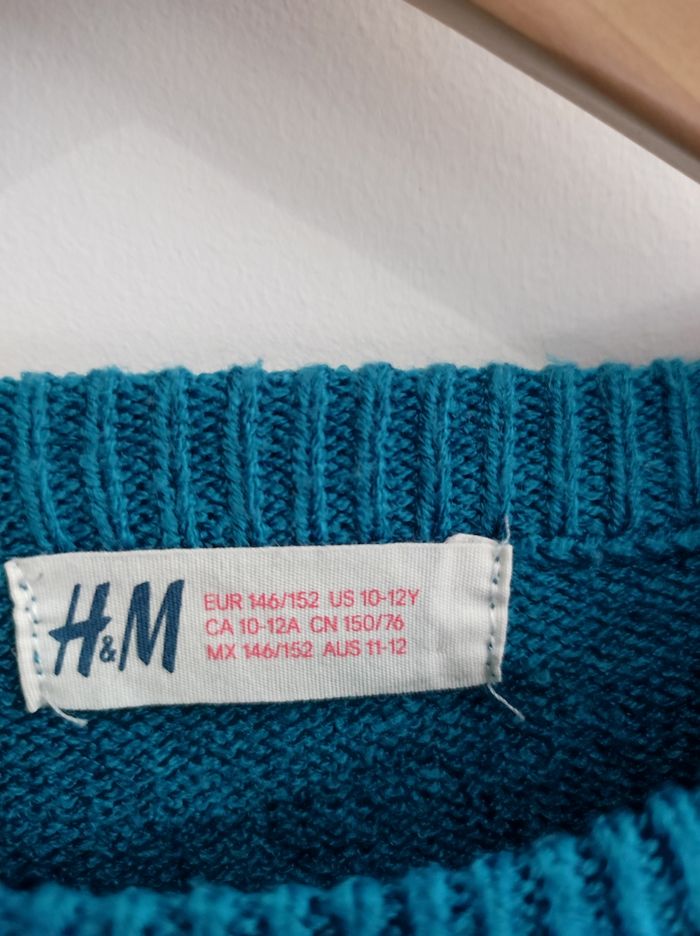 H&M
EUR 146/152 US 10-12Y
CA 10-12A CN 150/76
MX 146/152 AUS 11-12